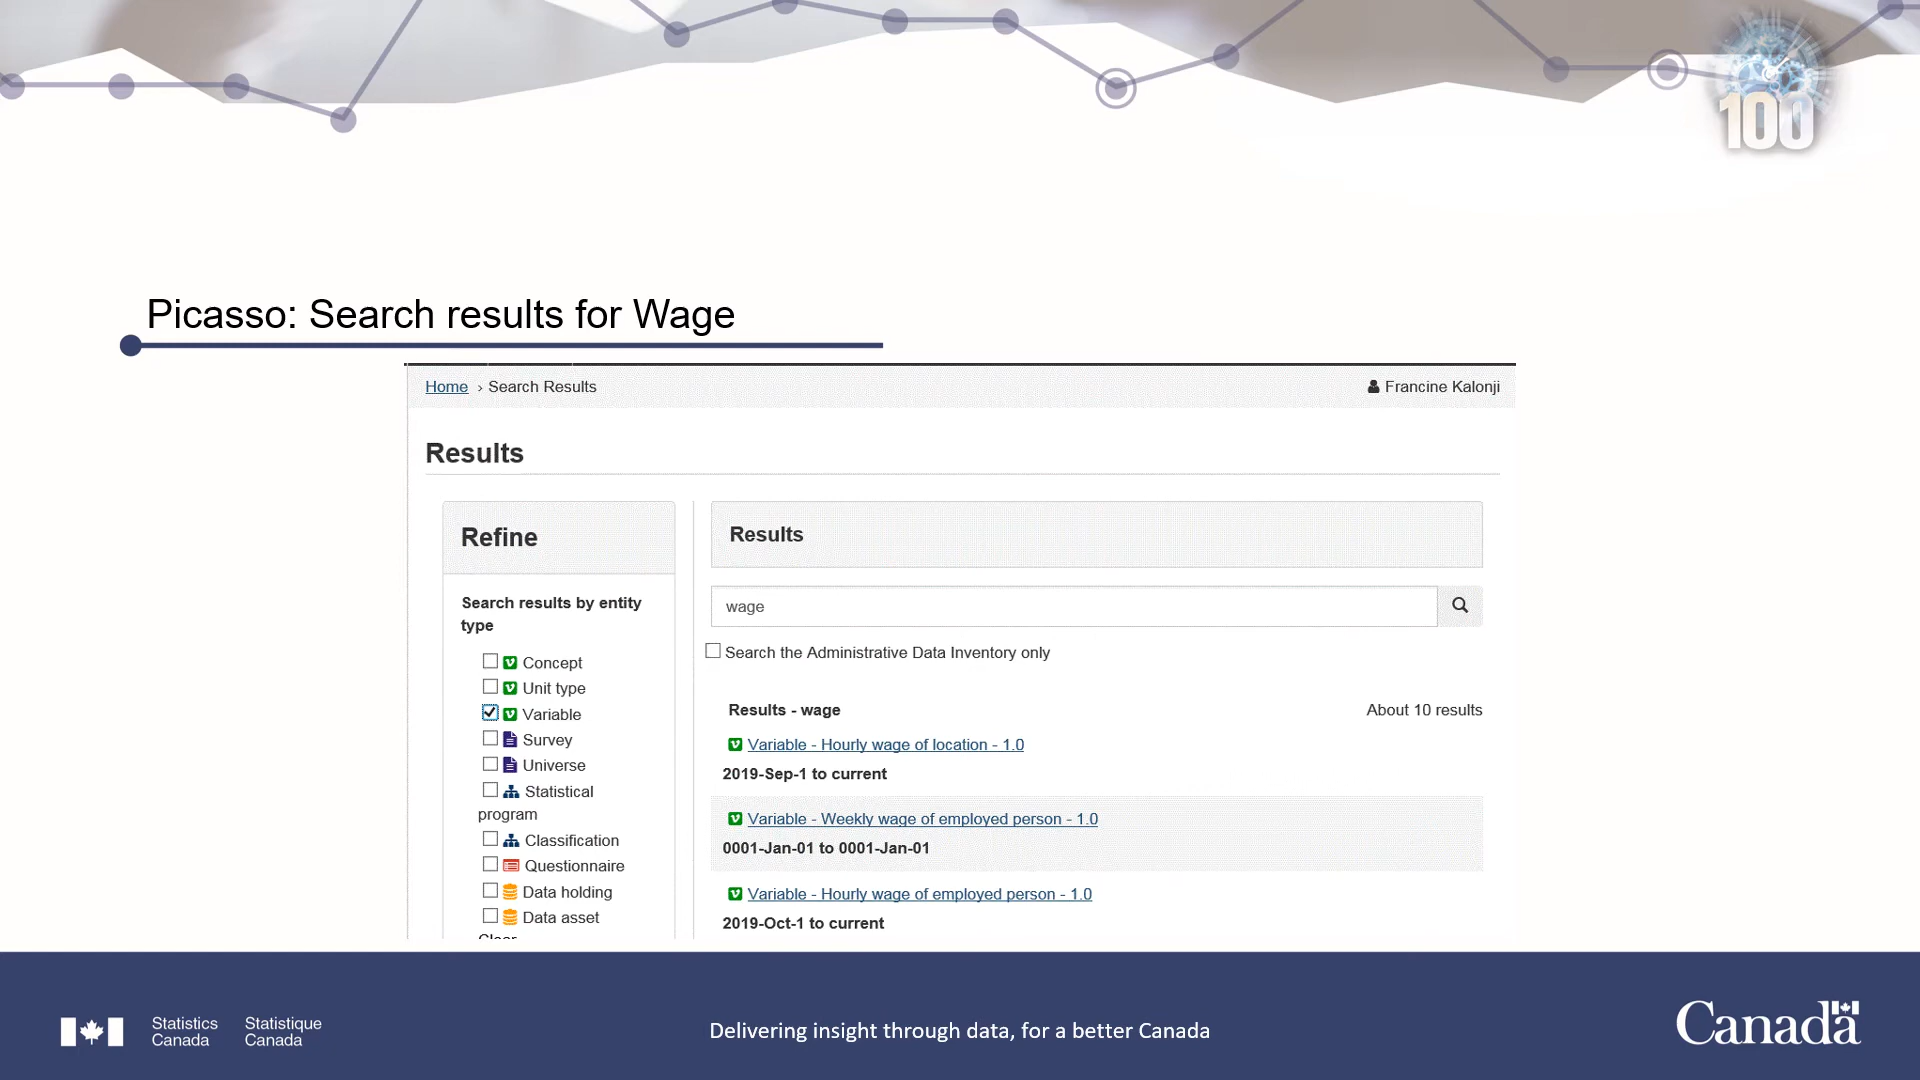 100
Picasso: Search results for Wage
Home › Search Results
Francine Kalonji
Results
Refine
Search results by entity
type
Concept
Unit type
Variable
Survey
Universe
Statistical
program
Classification
Questionnaire
Data holding
Data asset
Clear
Results
wage
Search the Administrative Data Inventory only
Results - wage
About 10 results
Variable - Hourly wage of location - 1.0
2019-Sep-1 to current
Variable - Weekly wage of employed person - 1.0
0001-Jan-01 to 0001-Jan-01
Variable - Hourly wage of employed person - 1.0
2019-Oct-1 to current
Statistics
Canada
Statistique
Canada
Delivering insight through data, for a better Canada
Canada